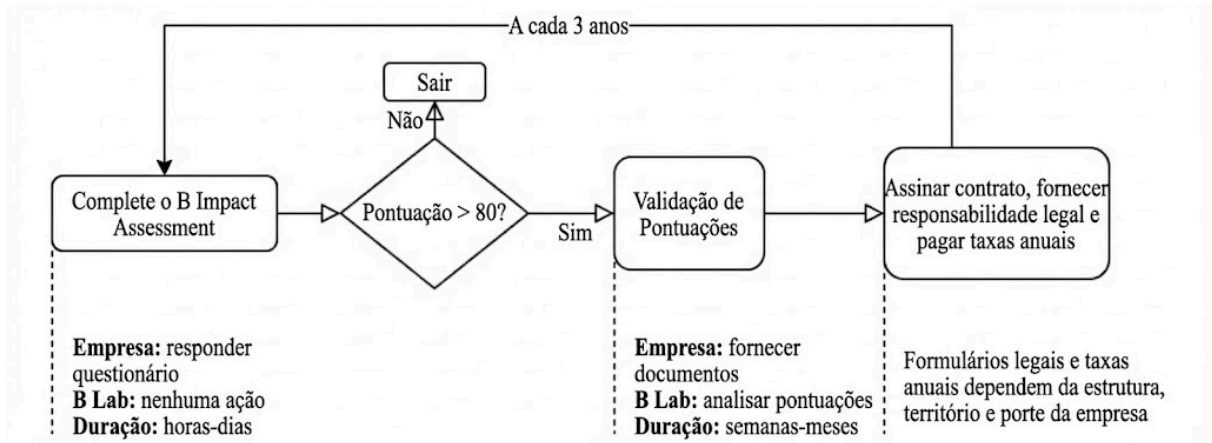 A cada 3 anos
Sair
Não
Complete o B Impact
Assessment
Pontuação > 80?
Sim
Validação de
Pontuações
Assinar contrato, fornecer
responsabilidade legal e
pagar taxas anuais
Empresa: responder
questionário
B Lab: nenhuma ação
Duração: horas-dias
Empresa: fornecer
documentos
B Lab: analisar pontuações
Duração: semanas-meses
Formulários legais e taxas
anuais dependem da estrutura,
território e porte da empresa